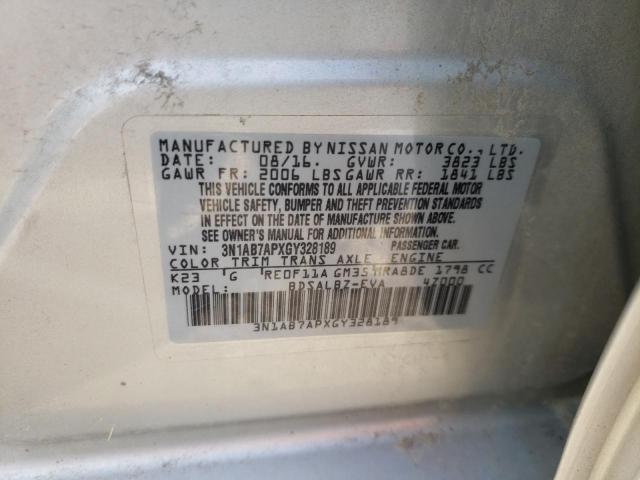 MANUFACTURED BY NISSAN MOTOR CO., LTD.
DATE: 08/16. GVWR: 3823 LBS
GAWR FR: 2006 LBS GAWR RR: 1841 LBS
THIS VEHICLE CONFORMS TO ALL APPLICABLE FEDERAL MOTOR
VEHICLE SAFETY, BUMPER AND THEFT PREVENTION STANDARDS
IN EFFECT ON THE DATE OF MANUFACTURE SHOWN ABOVE.
SEE OWNER'S MANUAL FOR ADDITIONAL INFORMATION
VIN: 3N1AB7APXGY328189 PASSENGER CAR.
COLOR TRIM TRANS AXLE ENGINE
K23 G RE0F11A GM35 MRA8DE 1798 CC
MODEL: BDSALBZ-EVA 47000
3N1AB7APXGY328189